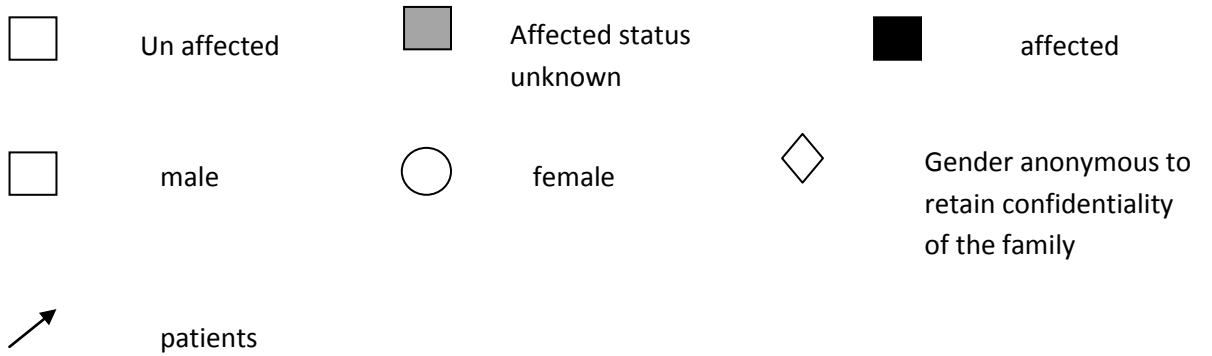 Un affected
Affected status
unknown
affected
male
female
Gender anonymous to
retain confidentiality
of the family
patients